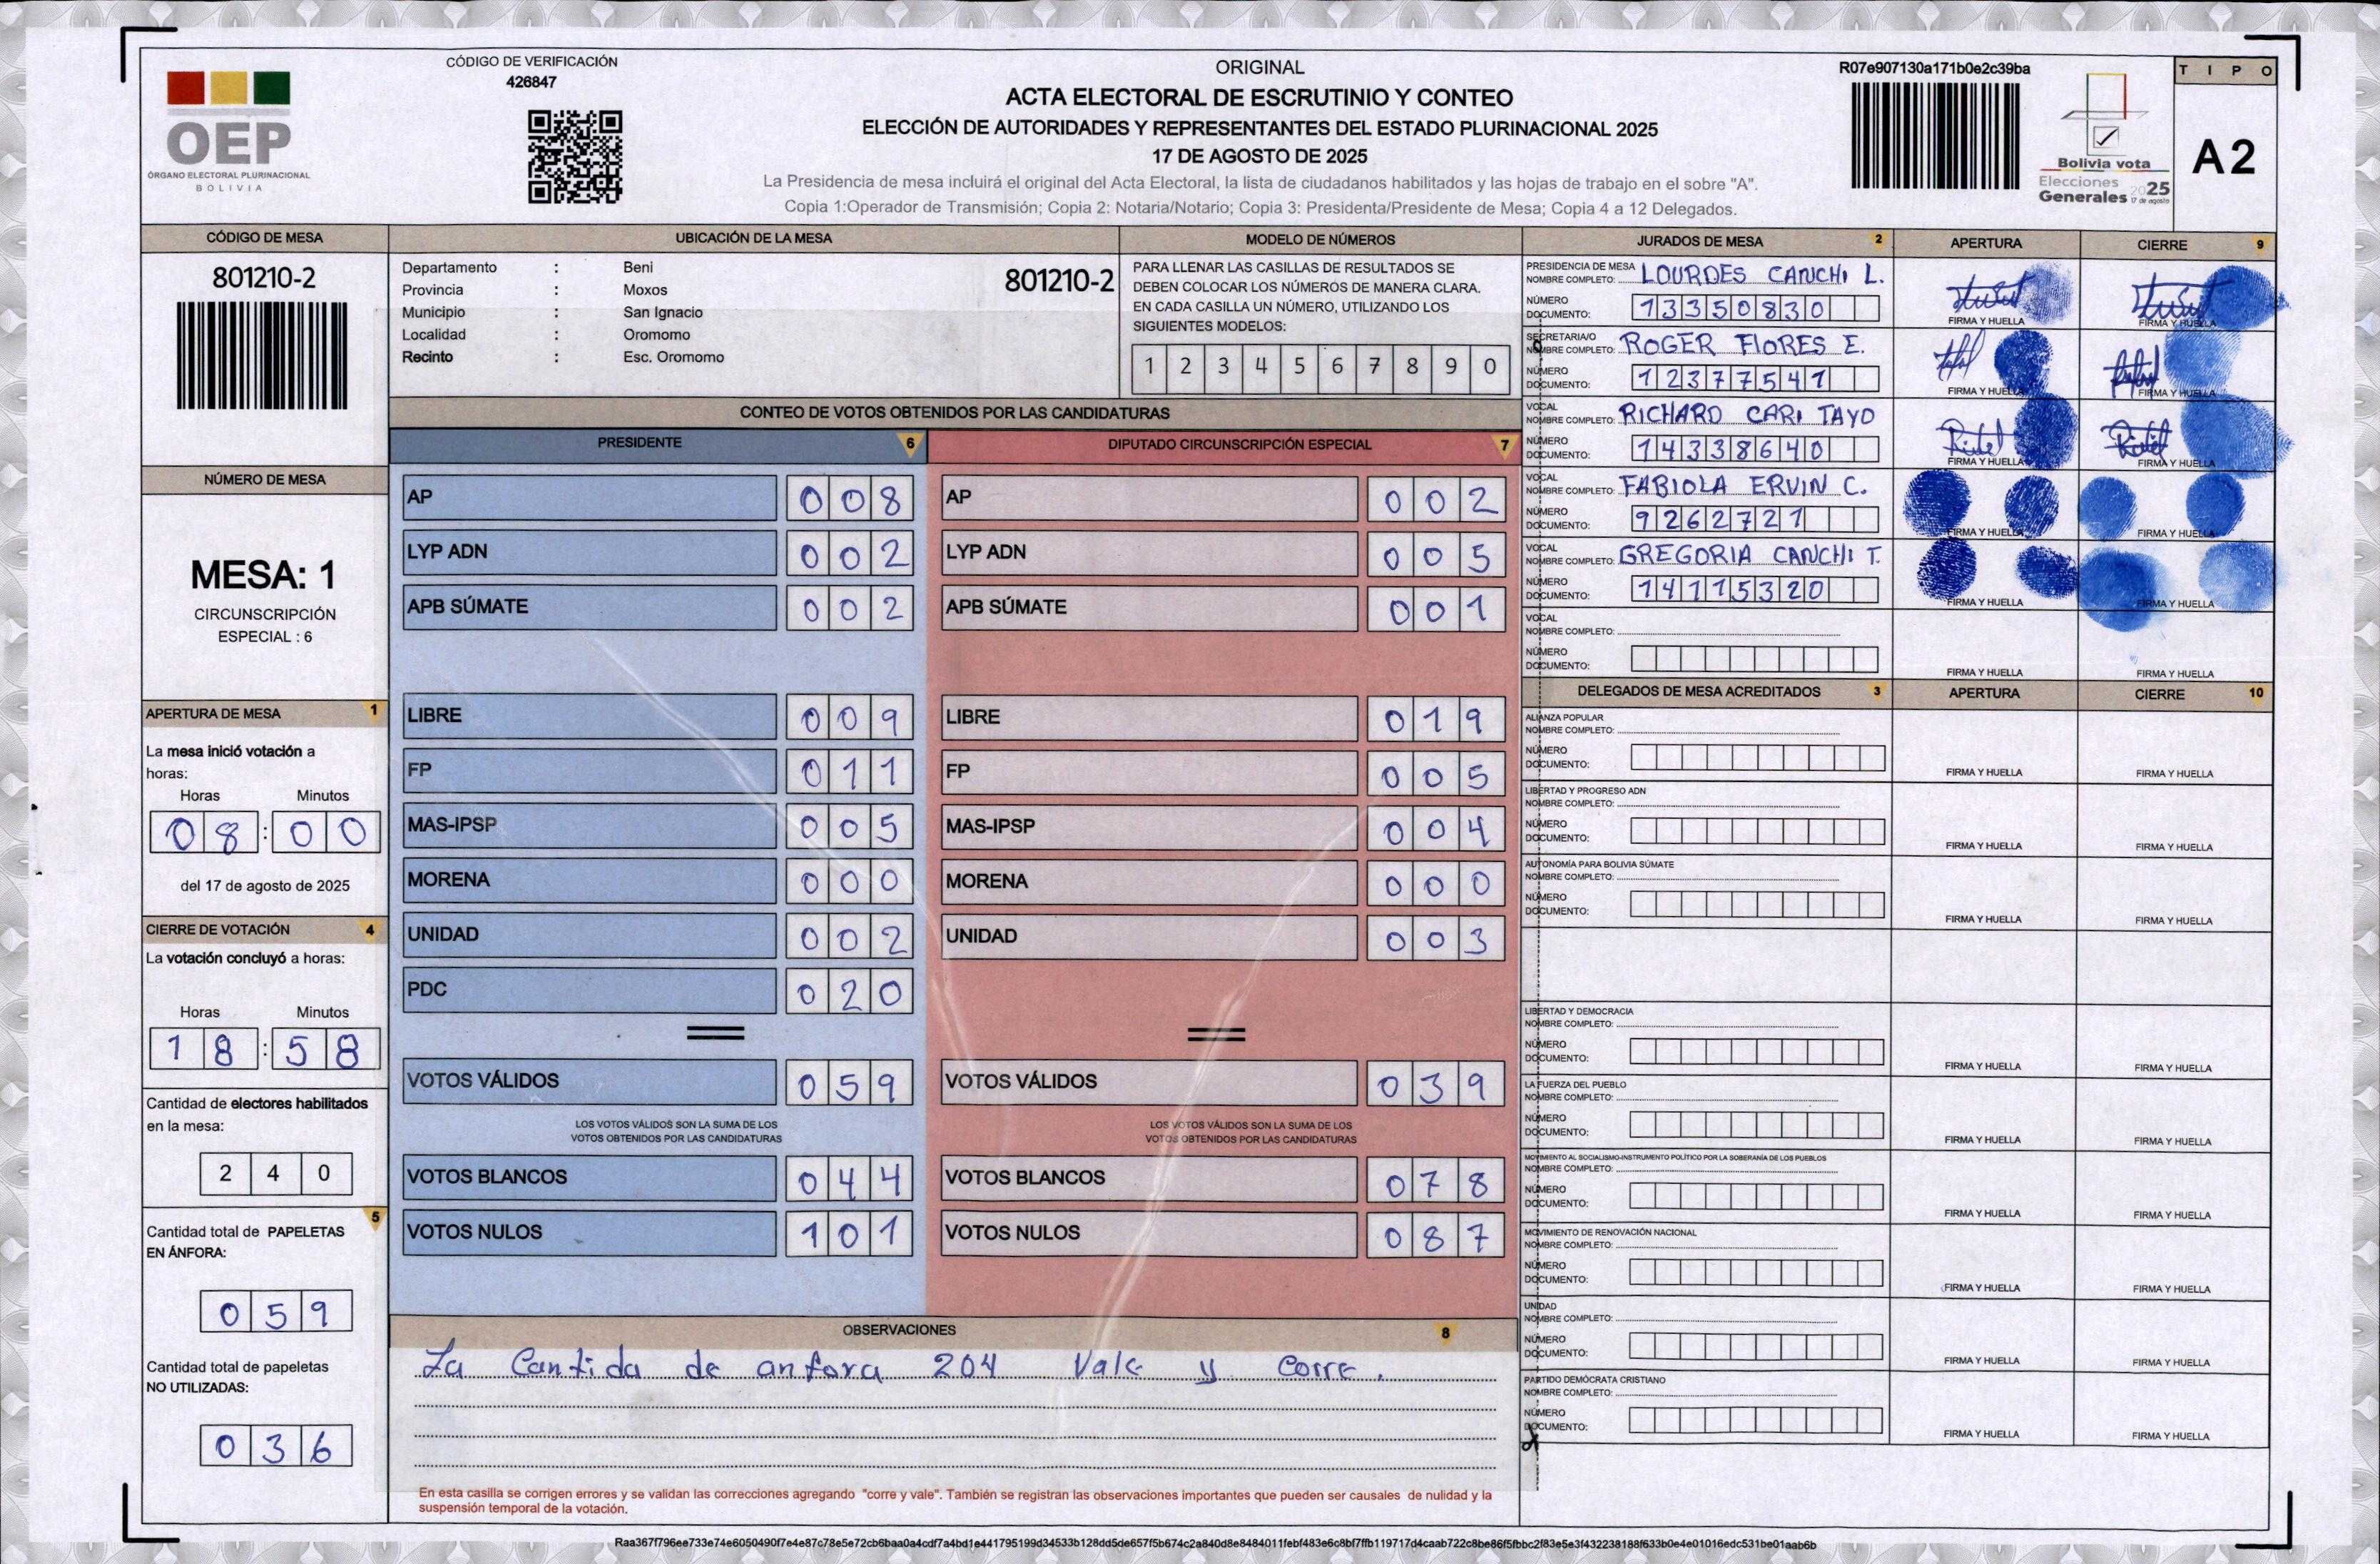 CÓDIGO DE VERIFICACIÓN
426847
OEP
ÓRGANO ELECTORAL PLURINACIONAL
BOLIVIA
ORIGINAL
ACTA ELECTORAL DE ESCRUTINIO Y CONTEO
ELECCIÓN DE AUTORIDADES Y REPRESENTANTES DEL ESTADO PLURINACIONAL 2025
17 DE AGOSTO DE 2025
La Presidencia de mesa incluirá el original del Acta Electoral, la lista de ciudadanos habilitados y las hojas de trabajo en el sobre "A".
Copia 1:Operador de Transmisión; Copia 2: Notaria/Notario; Copia 3: Presidenta/Presidente de Mesa; Copia 4 a 12 Delegados.
R07e907130a171b0e2c39ba
Bolivia vota
Elecciones
Generales 2025
17 de agosto
TIPO
A2
CÓDIGO DE MESA
801210-2
NÚMERO DE MESA
MESA: 1
CIRCUNSCRIPCIÓN
ESPECIAL : 6
APERTURA DE MESA 1
La mesa inició votación a
horas:
Horas Minutos
08:00
del 17 de agosto de 2025
CIERRE DE VOTACIÓN 4
La votación concluyó a horas:
Horas Minutos
18:58
Cantidad de electores habilitados
en la mesa:
240
5
Cantidad total de PAPELETAS
EN ÁNFORA:
059
Cantidad total de papeletas
NO UTILIZADAS:
036
UBICACIÓN DE LA MESA
Departamento : Beni
801210-2
Provincia : Moxos
Municipio : San Ignacio
Localidad : Oromomo
Recinto : Esc. Oromomo
MODELO DE NÚMEROS
PARA LLENAR LAS CASILLAS DE RESULTADOS SE
DEBEN COLOCAR LOS NÚMEROS DE MANERA CLARA.
EN CADA CASILLA UN NÚMERO, UTILIZANDO LOS
SIGUIENTES MODELOS:
1 2 3 4 5 6 7 8 9 0
CONTEO DE VOTOS OBTENIDOS POR LAS CANDIDATURAS
PRESIDENTE 6
AP 008
LYP ADN 002
APB SÚMATE 002
LIBRE 009
FP 011
MAS-IPSP 005
MORENA 000
UNIDAD 002
PDC 020
VOTOS VÁLIDOS 059
LOS VOTOS VÁLIDOS SON LA SUMA DE LOS
VOTOS OBTENIDOS POR LAS CANDIDATURAS
VOTOS BLANCOS 044
VOTOS NULOS 101
DIPUTADO CIRCUNSCRIPCIÓN ESPECIAL 7
AP 002
LYP ADN 005
APB SÚMATE 001
LIBRE 019
FP 005
MAS-IPSP 004
MORENA 000
UNIDAD 003
VOTOS VÁLIDOS 039
LOS VOTOS VÁLIDOS SON LA SUMA DE LOS
VOTOS OBTENIDOS POR LAS CANDIDATURAS
VOTOS BLANCOS 078
VOTOS NULOS 087
OBSERVACIONES 8
La Cantida de anfora 204 Vale y Corre.
En esta casilla se corrigen errores y se validan las correcciones agregando "corre y vale". También se registran las observaciones importantes que pueden ser causales de nulidad y la
suspensión temporal de la votación.
JURADOS DE MESA 2 APERTURA CIERRE 9
PRESIDENCIA DE MESA
NOMBRE COMPLETO: LOURDES CANCHI L.
NÚMERO
DOCUMENTO: 13350830
FIRMA Y HUELLA FIRMA Y HUELLA
SECRETARIA/O
NOMBRE COMPLETO: ROGER FLORES E.
NÚMERO
DOCUMENTO: 12377541
FIRMA Y HUELLA FIRMA Y HUELLA
VOCAL
NOMBRE COMPLETO: RICHARD CARI TAYO
NÚMERO
DOCUMENTO: 14338640
FIRMA Y HUELLA FIRMA Y HUELLA
VOCAL
NOMBRE COMPLETO: FABIOLA ERVIN C.
NÚMERO
DOCUMENTO: 9262721
FIRMA Y HUELLA FIRMA Y HUELLA
VOCAL
NOMBRE COMPLETO: GREGORIA CANCHI T.
NÚMERO
DOCUMENTO: 14115320
FIRMA Y HUELLA FIRMA Y HUELLA
VOCAL
NOMBRE COMPLETO:
NÚMERO
DOCUMENTO:
FIRMA Y HUELLA FIRMA Y HUELLA
DELEGADOS DE MESA ACREDITADOS 3 APERTURA CIERRE 10
ALIANZA POPULAR
NOMBRE COMPLETO:
NÚMERO
DOCUMENTO:
FIRMA Y HUELLA FIRMA Y HUELLA
LIBERTAD Y PROGRESO ADN
NOMBRE COMPLETO:
NÚMERO
DOCUMENTO:
FIRMA Y HUELLA FIRMA Y HUELLA
AUTONOMÍA PARA BOLIVIA SÚMATE
NOMBRE COMPLETO:
NÚMERO
DOCUMENTO:
FIRMA Y HUELLA FIRMA Y HUELLA
LIBERTAD Y DEMOCRACIA
NOMBRE COMPLETO:
NÚMERO
DOCUMENTO:
FIRMA Y HUELLA FIRMA Y HUELLA
LA FUERZA DEL PUEBLO
NOMBRE COMPLETO:
NÚMERO
DOCUMENTO:
FIRMA Y HUELLA FIRMA Y HUELLA
MOVIMIENTO AL SOCIALISMO-INSTRUMENTO POLÍTICO POR LA SOBERANÍA DE LOS PUEBLOS
NOMBRE COMPLETO:
NÚMERO
DOCUMENTO:
FIRMA Y HUELLA FIRMA Y HUELLA
MOVIMIENTO DE RENOVACIÓN NACIONAL
NOMBRE COMPLETO:
NÚMERO
DOCUMENTO:
FIRMA Y HUELLA FIRMA Y HUELLA
UNIDAD
NOMBRE COMPLETO:
NÚMERO
DOCUMENTO:
FIRMA Y HUELLA FIRMA Y HUELLA
PARTIDO DEMÓCRATA CRISTIANO
NOMBRE COMPLETO:
NÚMERO
DOCUMENTO:
FIRMA Y HUELLA FIRMA Y HUELLA